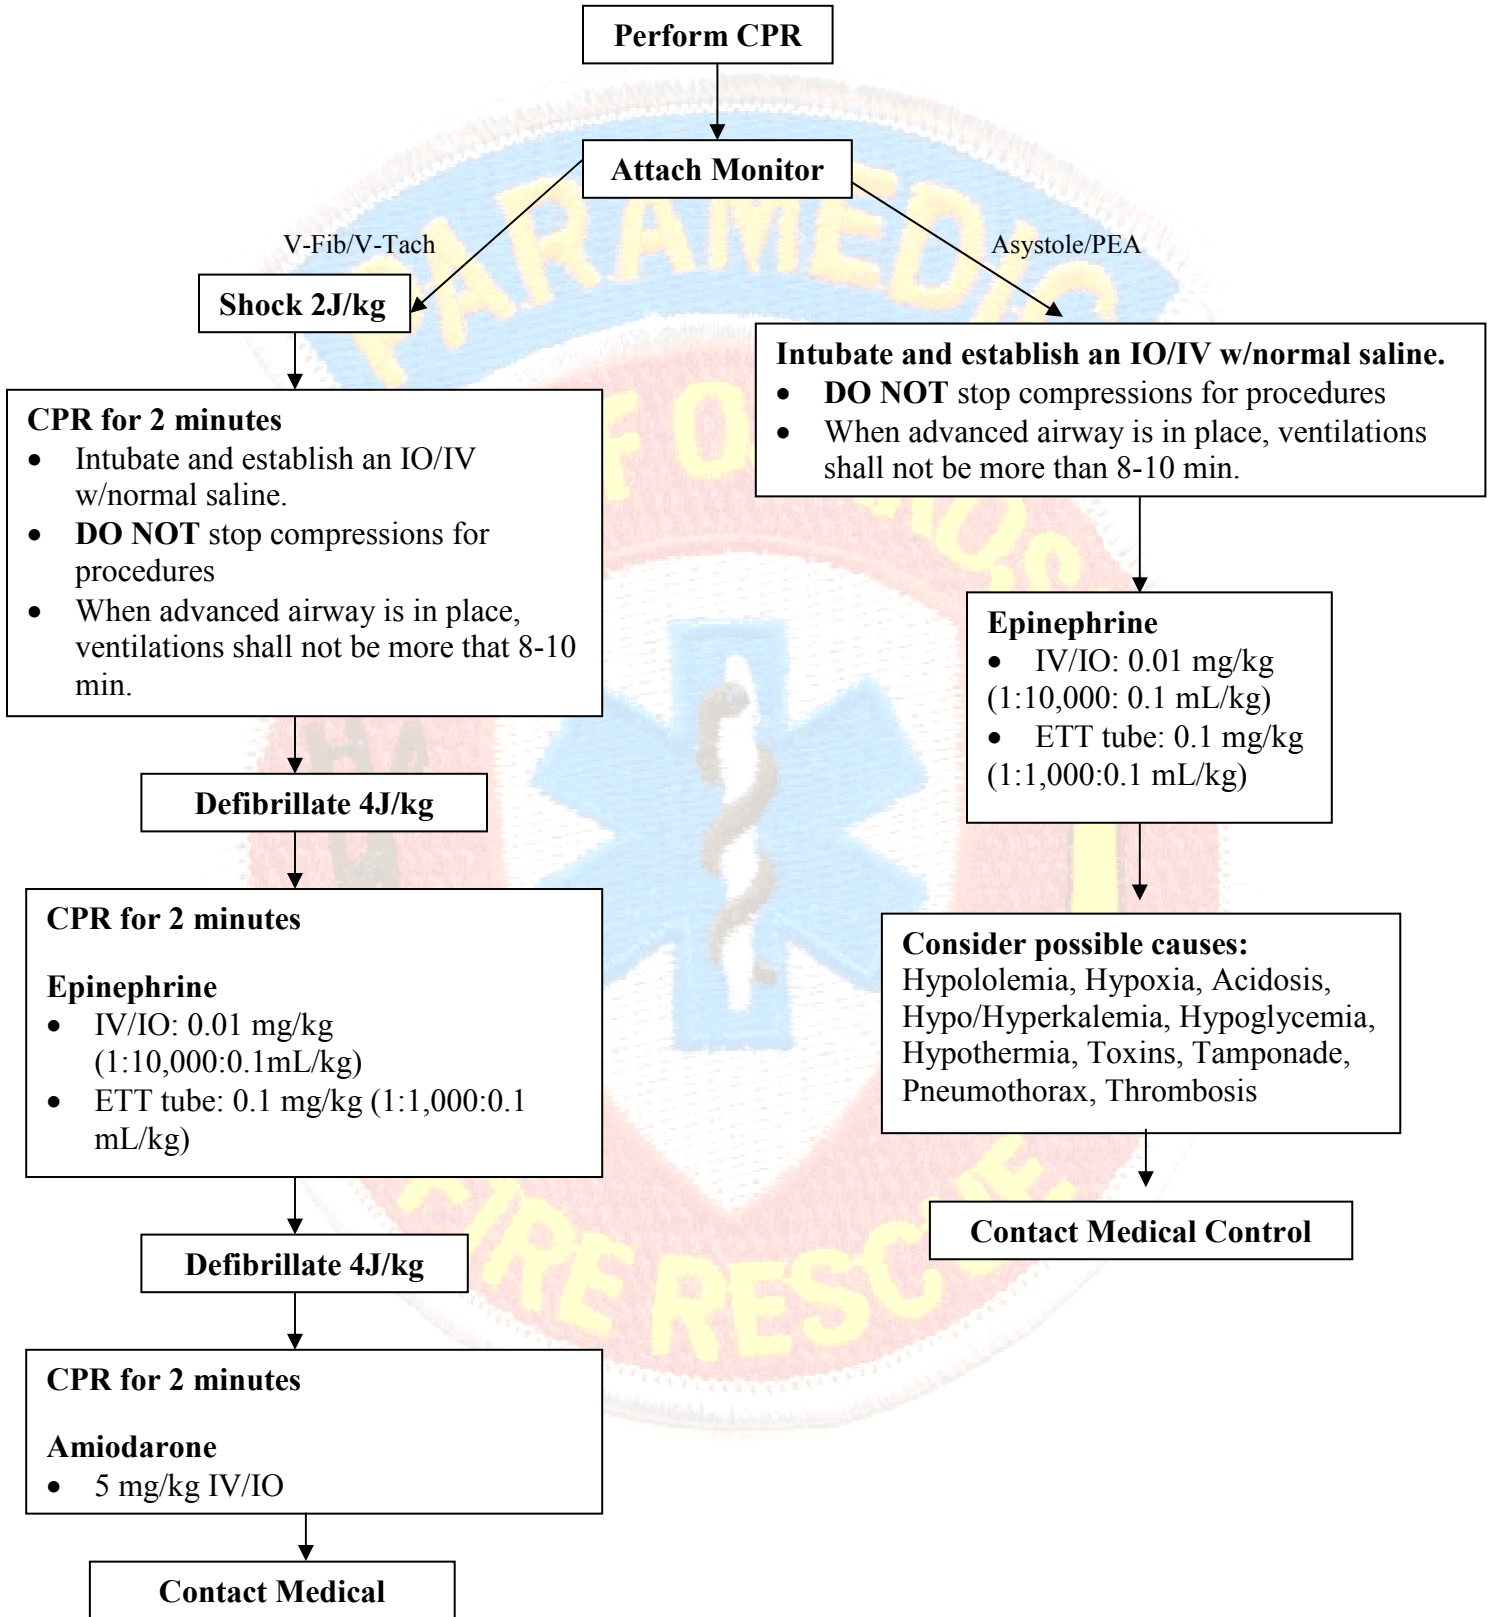 Perform CPR
Attach Monitor
V-Fib/V-Tach
Asystole/PEA
Shock 2J/kg
CPR for 2 minutes
• Intubate and establish an IO/IV
w/normal saline.
• DO NOT stop compressions for
procedures
• When advanced airway is in place,
ventilations shall not be more that 8-10
min.
Defibrillate 4J/kg
CPR for 2 minutes
Epinephrine
• IV/IO: 0.01 mg/kg
(1:10,000:0.1mL/kg)
• ETT tube: 0.1 mg/kg (1:1,000:0.1
mL/kg)
Defibrillate 4J/kg
CPR for 2 minutes
Amiodarone
• 5 mg/kg IV/IO
Contact Medical
Intubate and establish an IO/IV w/normal saline.
• DO NOT stop compressions for procedures
• When advanced airway is in place, ventilations
shall not be more than 8-10 min.
Epinephrine
• IV/IO: 0.01 mg/kg
(1:10,000: 0.1 mL/kg)
• ETT tube: 0.1 mg/kg
(1:1,000:0.1 mL/kg)
Consider possible causes:
Hypololemia, Hypoxia, Acidosis,
Hypo/Hyperkalemia, Hypoglycemia,
Hypothermia, Toxins, Tamponade,
Pneumothorax, Thrombosis
Contact Medical Control
PARAMEDIC
FIRE RESCUE